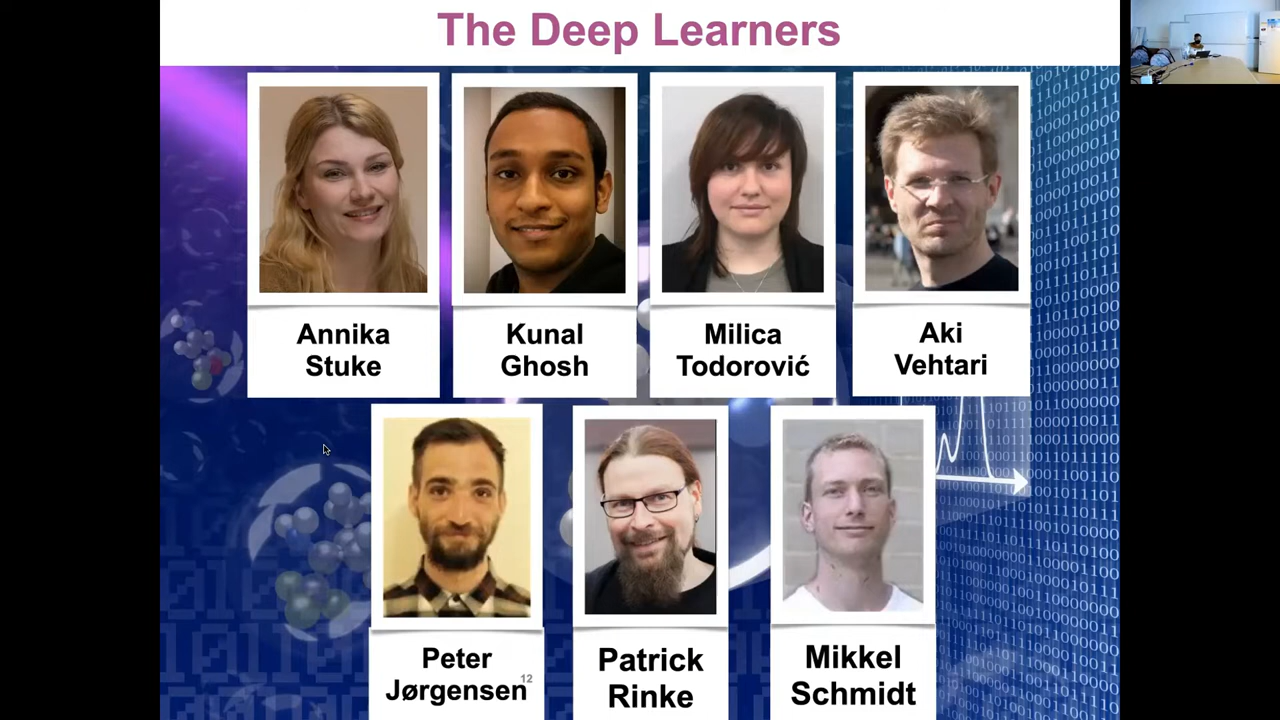 The Deep Learners
Annika
Stuke
Kunal
Ghosh
Milica
Todorović
Aki
Vehtari
Peter
Jørgensen
12
Patrick
Rinke
Mikkel
Schmidt